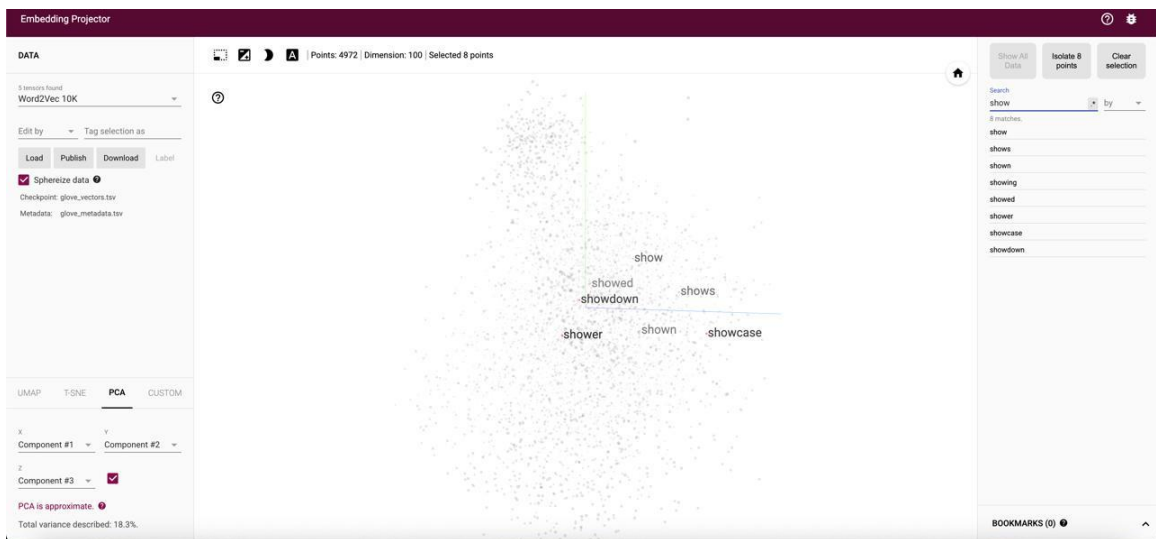 Embedding Projector
DATA
5 tensors found
Word2Vec 10K
Edit by
Tag selection as
Load
Publish
Download
Label
Sphereize data
Checkpoint: glove_vectors.tsv
Metadata: glove_metadata.tsv
UMAP
T-SNE
PCA
CUSTOM
X
Component #1
Y
Component #2
Z
Component #3
PCA is approximate.
Total variance described: 18.3%.
A
Points: 4972 | Dimension: 100 | Selected 8 points
show
showed
shows
showdown
shower
shown
showcase
Show All Data
Isolate 8 points
Clear selection
Search
show
.*
by
8 matches.
show
shows
shown
showing
showed
shower
showcase
showdown
BOOKMARKS (0)